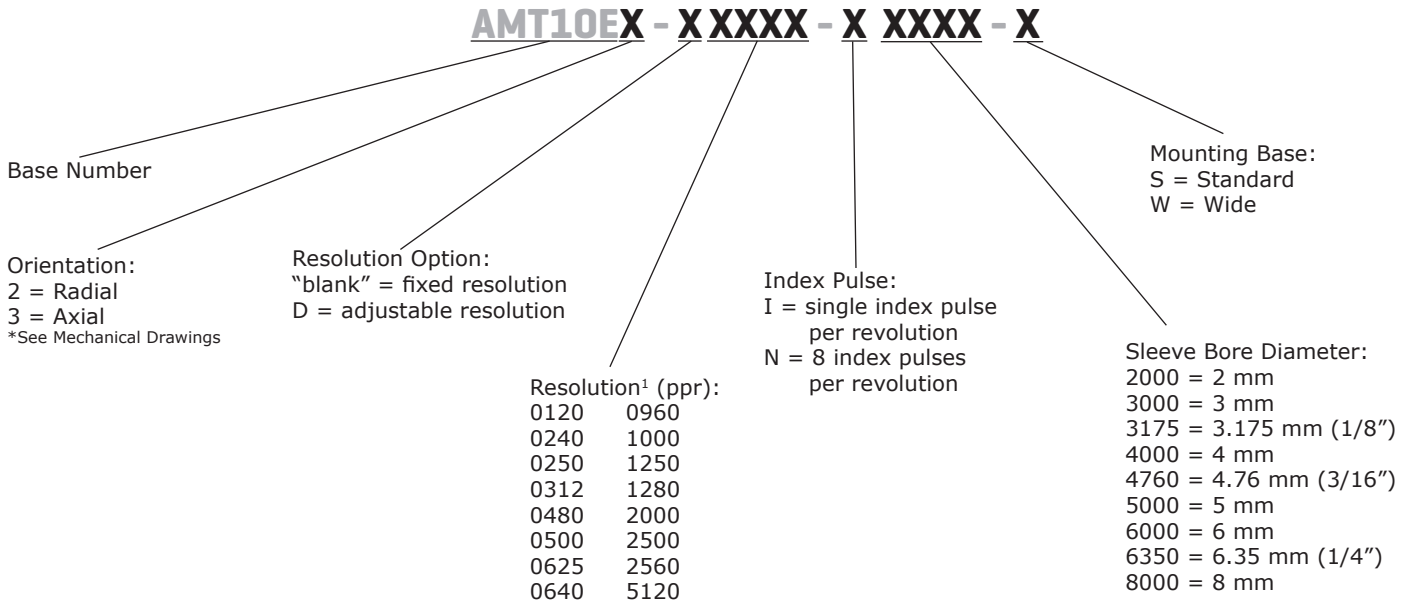 AMT10EX - X XXXX - X XXXX - X
Base Number
Orientation:
2 = Radial
3 = Axial
*See Mechanical Drawings
Resolution Option:
“blank” = fixed resolution
D = adjustable resolution
Resolution¹ (ppr):
0120 0960
0240 1000
0250 1250
0312 1280
0480 2000
0500 2500
0625 2560
0640 5120
Index Pulse:
I = single index pulse
per revolution
N = 8 index pulses
per revolution
Mounting Base:
S = Standard
W = Wide
Sleeve Bore Diameter:
2000 = 2 mm
3000 = 3 mm
3175 = 3.175 mm (1/8”)
4000 = 4 mm
4760 = 4.76 mm (3/16”)
5000 = 5 mm
6000 = 6 mm
6350 = 6.35 mm (1/4”)
8000 = 8 mm